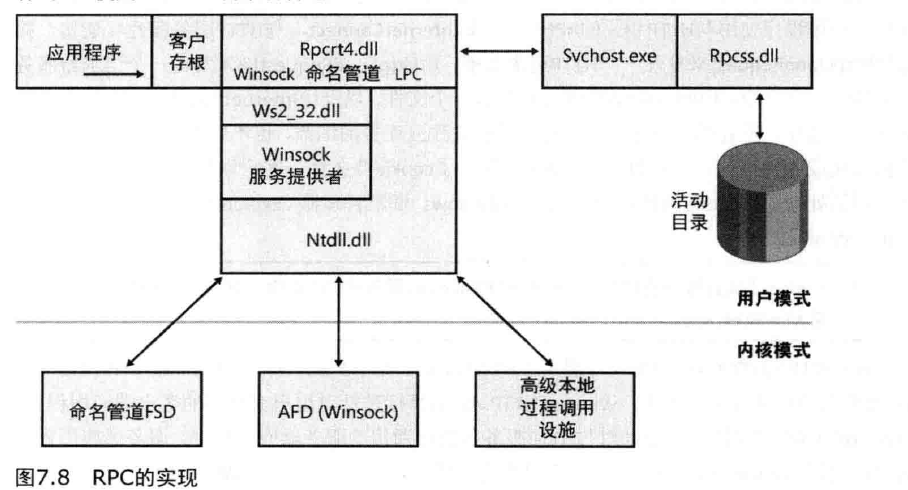 应用程序
客户
存根
Rpcrt4.dll
Winsock 命名管道 LPC
Svchost.exe
Rpcss.dll
Ws2_32.dll
Winsock
服务提供者
Ntdll.dll
活动
目录
用户模式
内核模式
命名管道FSD
AFD (Winsock)
高级本地
过程调用
设施
图7.8 RPC的实现